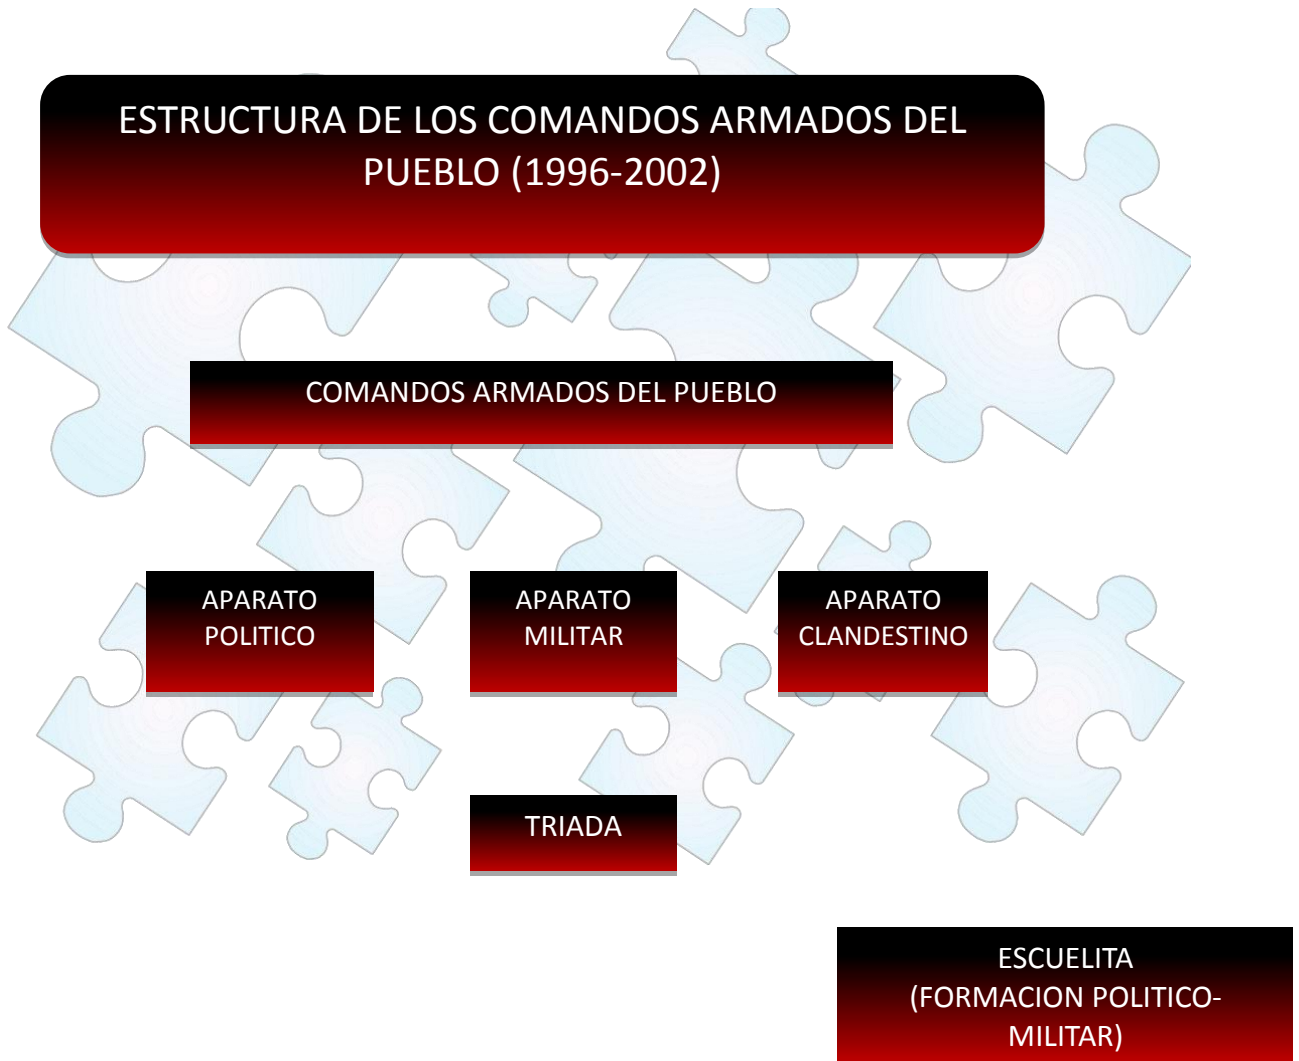 ESTRUCTURA DE LOS COMANDOS ARMADOS DEL
PUEBLO (1996-2002)
COMANDOS ARMADOS DEL PUEBLO
APARATO
POLITICO
APARATO
MILITAR
APARATO
CLANDESTINO
TRIADA
ESCUELITA
(FORMACION POLITICO-
MILITAR)